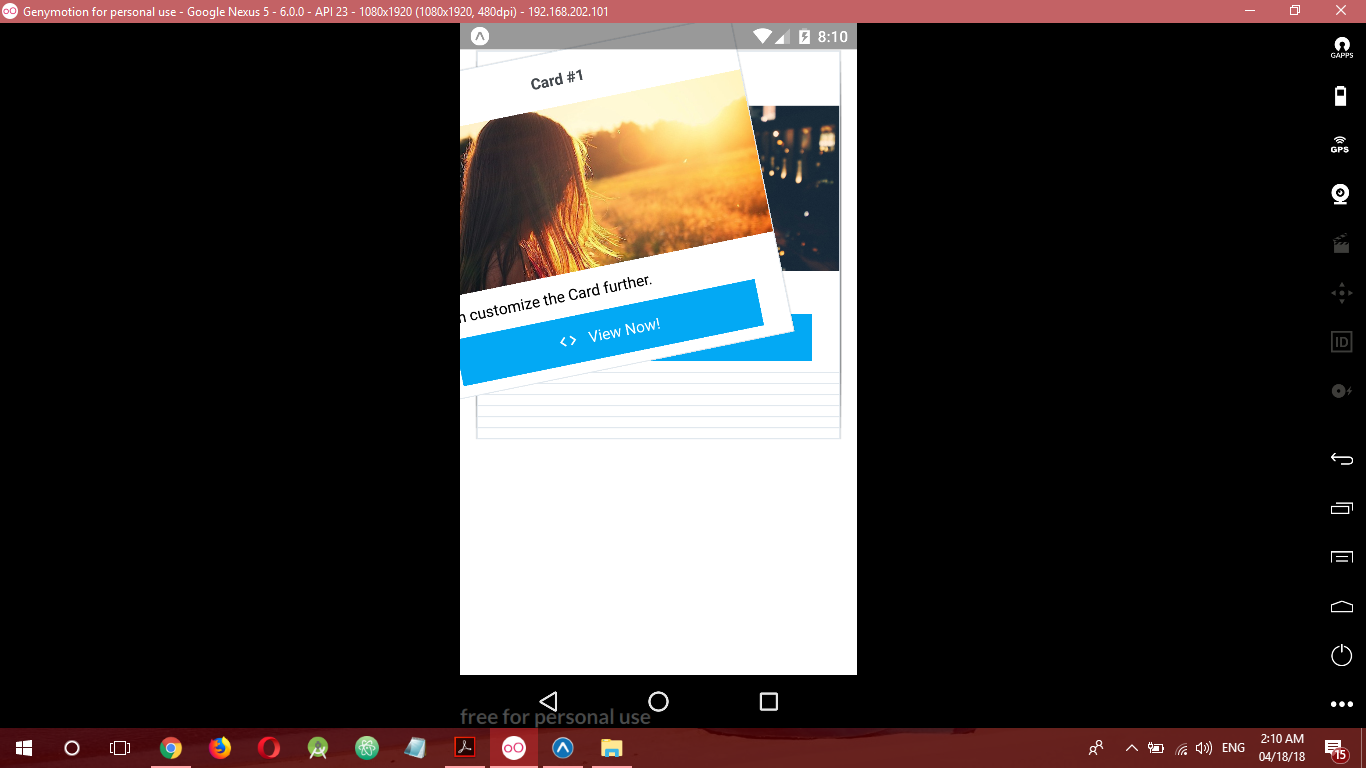 Genymotion for personal use - Google Nexus 5 - 6.0.0 - API 23 - 1080x1920 (1080x1920, 480dpi) - 192.168.202.101
8:10
GAPPS
GPS
ID
Card #1
customize the Card further.
View Now!
free for personal use
ENG
2:10 AM
04/18/18
15